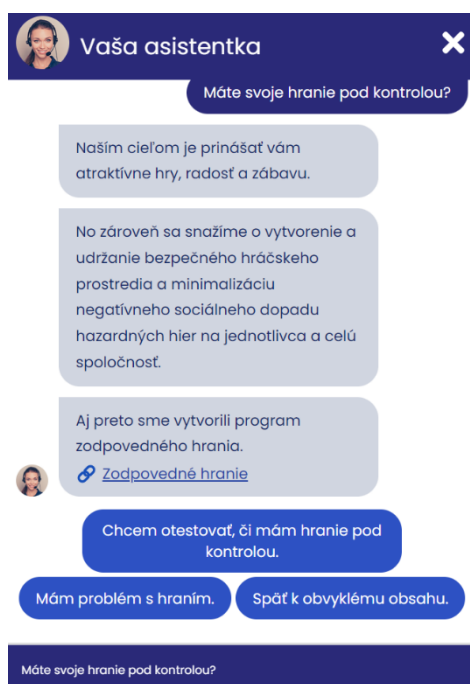 Vaša asistentka
Máte svoje hranie pod kontrolou?
Naším cieľom je prinášať vám
atraktívne hry, radosť a zábavu.
No zároveň sa snažíme o vytvorenie a
udržanie bezpečného hráčskeho
prostredia a minimalizáciu
negatívneho sociálneho dopadu
hazardných hier na jednotlivca a celú
spoločnosť.
Aj preto sme vytvorili program
zodpovedného hrania.
Zodpovedné hranie
Chcem otestovať, či mám hranie pod
kontrolou.
Mám problém s hraním.
Späť k obvyklému obsahu.
Máte svoje hranie pod kontrolou?